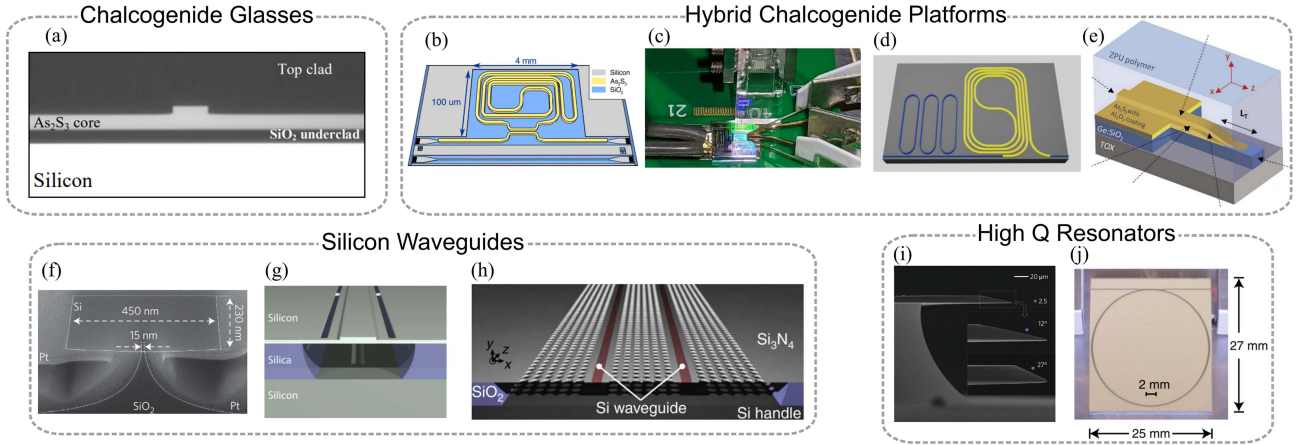 Chalcogenide Glasses
Hybrid Chalcogenide Platforms
(a)
Top clad
As₂S₃ core
SiO₂ underclad
Silicon
(b)
4 mm
100 um
Silicon
As₂S₃
SiO₂
(c)
21
(d)
(e)
ZPU polymer
y
x
z
As₂S₃ with
Al₂O₃ coating
L_T
Ge:SiO₂
TOX
Silicon Waveguides
High Q Resonators
(f)
Si
450 nm
230 nm
15 nm
Pt
SiO₂
Pt
(g)
Silicon
Silica
Silicon
(h)
Si₃N₄
y
z
x
SiO₂
Si waveguide
Si handle
(i)
20 µm
× 2.5
12°
27°
(j)
27 mm
2 mm
25 mm